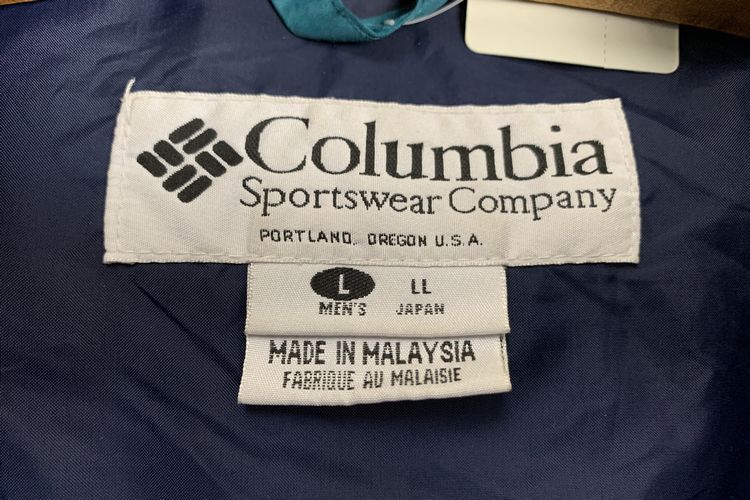 Columbia
Sportswear Company
PORTLAND, OREGON U.S.A.
L LL
MEN'S JAPAN
MADE IN MALAYSIA
FABRIQUE AU MALAISIE